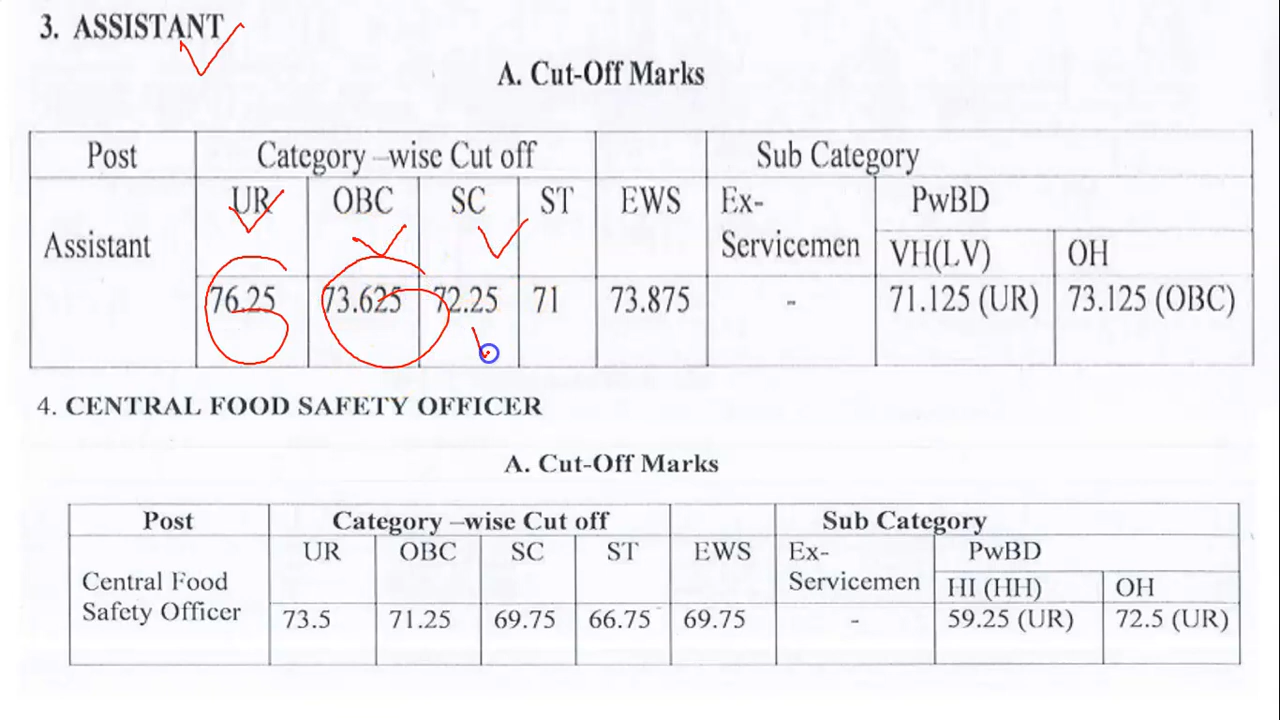 3. ASSISTANT
A. Cut-Off Marks
Post Category –wise Cut off Sub Category
UR OBC SC ST EWS Ex- PwBD
Assistant Servicemen VH(LV) OH
76.25 73.625 72.25 71 73.875 - 71.125 (UR) 73.125 (OBC)
4. CENTRAL FOOD SAFETY OFFICER
A. Cut-Off Marks
Post Category –wise Cut off Sub Category
UR OBC SC ST EWS Ex- PwBD
Central Food Servicemen HI (HH) OH
Safety Officer 73.5 71.25 69.75 66.75 69.75 - 59.25 (UR) 72.5 (UR)